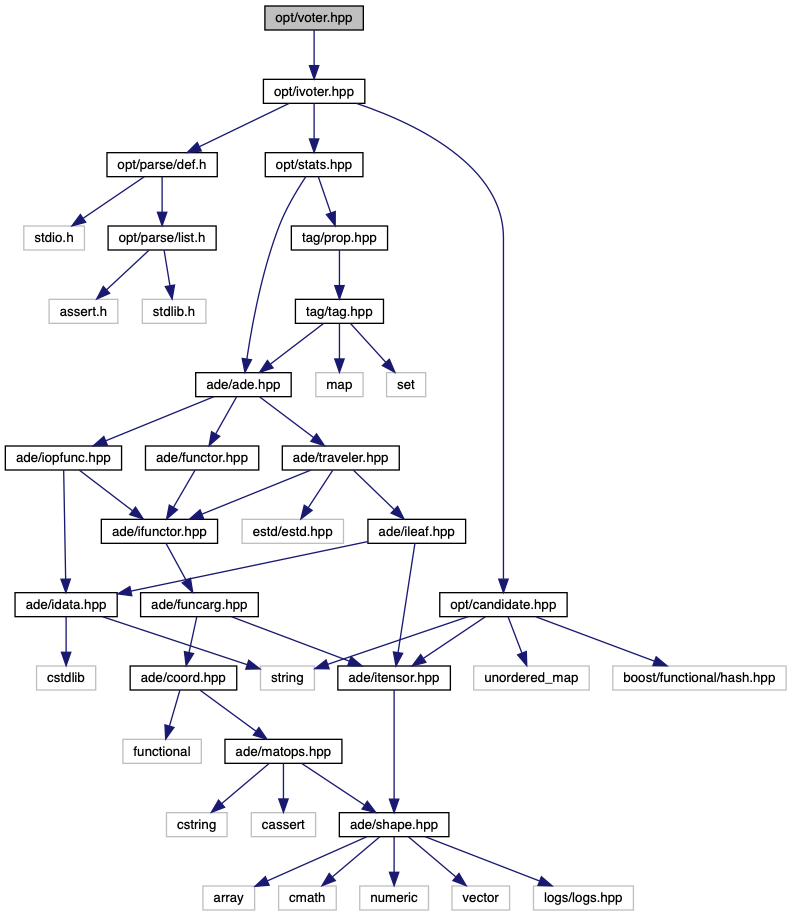 opt/voter.hpp
opt/ivoter.hpp
opt/parse/def.h
opt/stats.hpp
stdio.h
opt/parse/list.h
tag/prop.hpp
assert.h
stdlib.h
tag/tag.hpp
ade/ade.hpp
map
set
ade/iopfunc.hpp
ade/functor.hpp
ade/traveler.hpp
ade/ifunctor.hpp
estd/estd.hpp
ade/ileaf.hpp
ade/idata.hpp
ade/funcarg.hpp
opt/candidate.hpp
cstdlib
ade/coord.hpp
string
ade/itensor.hpp
unordered_map
boost/functional/hash.hpp
functional
ade/matops.hpp
cstring
cassert
ade/shape.hpp
array
cmath
numeric
vector
logs/logs.hpp